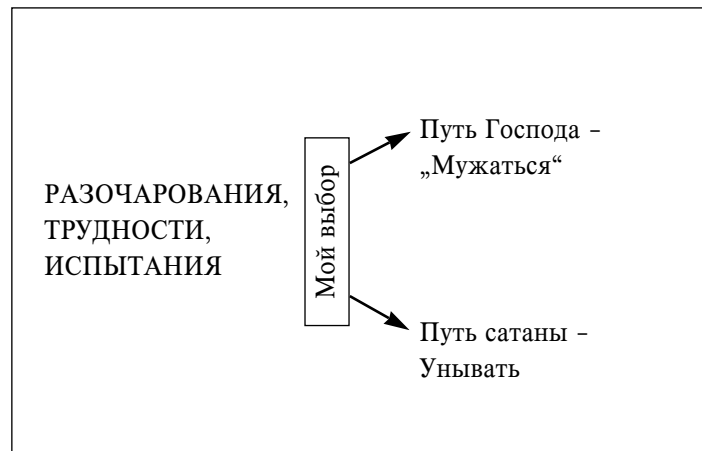 РАЗОЧАРОВАНИЯ,
ТРУДНОСТИ,
ИСПЫТАНИЯ
Мой выбор
Путь Господа –
„Мужаться“
Путь сатаны –
Унывать